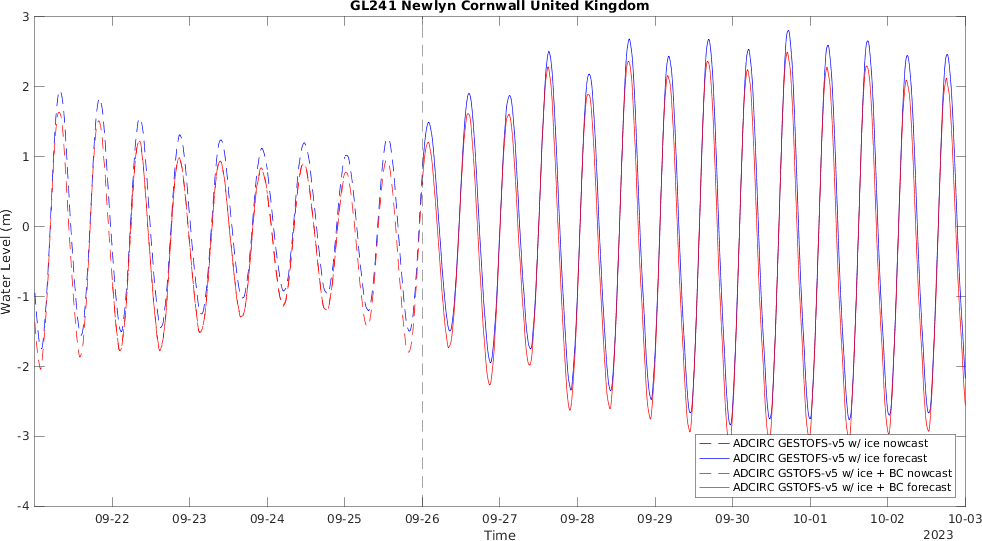 GL241 Newlyn Cornwall United Kingdom
3
2
1
0
-1
-2
-3
-4
Water Level (m)
ADCIRC GESTOFS-v5 w/ ice nowcast
ADCIRC GESTOFS-v5 w/ ice forecast
ADCIRC GSTOFS-v5 w/ ice + BC nowcast
ADCIRC GSTOFS-v5 w/ ice + BC forecast
09-22 09-23 09-24 09-25 09-26 09-27 09-28 09-29 09-30 10-01 10-02 10-03
Time
2023